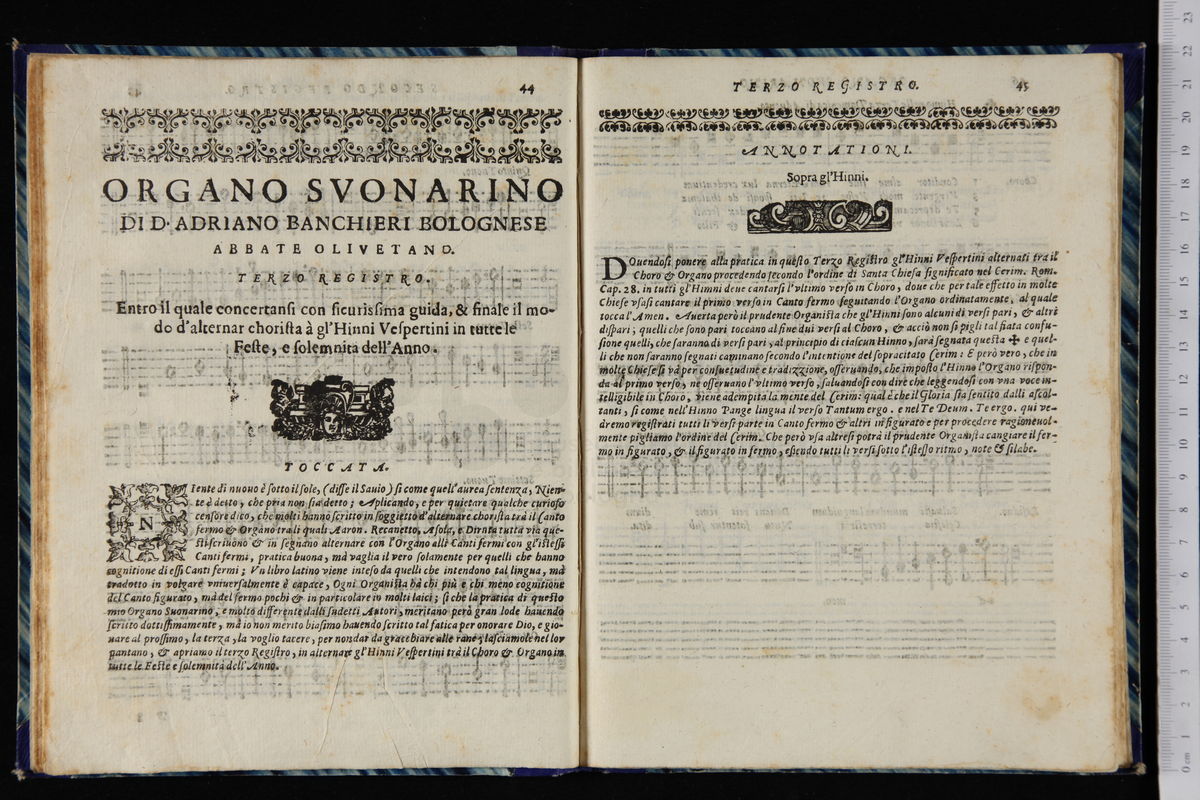 44
ORGANO SVONARINO
DI D. ADRIANO BANCHIERI BOLOGNESE
ABBATE OLIVETANO.
TERZO REGISTRO.
Entro il quale concertansi con sicurissima guida, & finale il mo-
do d'alternar chorista à gl'Hinni Vespertini in tutte le
Feste, e solemnità dell'Anno.
TOCCATA.
Niente di nuouo è sotto il sole, (disse il Sauio) si come quell'aurea sentenza, Nien-
te è detto, che pria non sia detto; Aplicando, e per quietar qualche curioso
censore dico, che molti hanno scritto in soggietto d'alternare chorista trà il Canto
fermo & Organo tra li quali Aaron. Recanetto, Asola, e Diruta tutta via que-
sti scriuono & in segnano alternare con l'Organo alli Canti fermi con gl'istessi
Canti fermi, pratica buona, mà vaglia il vero solamente per quelli che hanno
cognitione di essi Canti fermi; Vn libro latino viene inteso da quelli che intendono tal lingua, mà
tradotto in volgare vniuersalmente è capace, Ogni Organista hà chi più e chi meno cognitione
del Canto figurato, mà del fermo pochi & in particolare in molti laici; si che la pratica di questo
mio Organo Suonarino, e molto differente dalli sudetti Autori, meritano però gran lode hauendo
scritto dottissimamente, mà io non merito biasimo hauendo scritto tal fatica per onorare Dio, e gio-
uare al prossimo, la terza, la voglio tacere, per non dar da gracchiare alle rane, lasciamole nel lor
pantano, & apriamo il terzo Registro, in alternare gl'Hinni Vespertini trà il Choro & Organo in
tutte le Feste e solemnità dell'Anno.
TERZO REGISTRO. 45
ANNOTATIONI.
Sopra gl'Hinni.
DOuendosi ponere alla pratica in questo Terzo Registro gl'Hinni Vespertini alternati trà il
Choro & Organo procedendo secondo l'ordine di Santa Chiesa significato nel Cerim. Rom.
Cap. 28. in tutti gl'Himni deue cantarsi l'vltimo verso in Choro, doue che per tale effetto in molte
Chiese vsasi cantare il primo verso in Canto fermo seguitando l'Organo ordinatamente, al quale
tocca l'Amen. Auerta però il prudente Organista che gl'Hinni sono alcuni di versi pari, & altri
dispari; quelli che sono pari toccano al fine dui versi al Choro, & acciò non si pigli tal fiata confu-
sione quelli, che saranno di versi pari, al principio di ciascun Hinno, sarà segnata questa ✠ e quel-
li che non saranno segnati caminano secondo l'intentione del sopracitato Cerim: E però vero, che in
molte Chiese si và per consuetudine e tradizzione, osseruando, che imposto l'Hinno l'Organo rispon-
da al primo verso, ne osseruano l'vltimo verso, saluandosi con dire che leggendosi con vna voce in-
telligibile in Choro, viene adempita la mente del Cerim: qual è che il Gloria sia sentito dalli ascol-
tanti, si come nell'Hinno Pange lingua il verso Tantum ergo. e nel Te Deum. Te ergo. qui ve-
dremo registrati tutti li versi parte in Canto fermo & altri in figurato e per procedere ragioneuol-
mente pigliamo l'ordine del Cerim. Che però vsa altresi potrà il prudente Organista cangiare il fer-
mo in figurato, & il figurato in fermo, essendo tutti li versi sotto l'istesso ritmo, note & silabe.